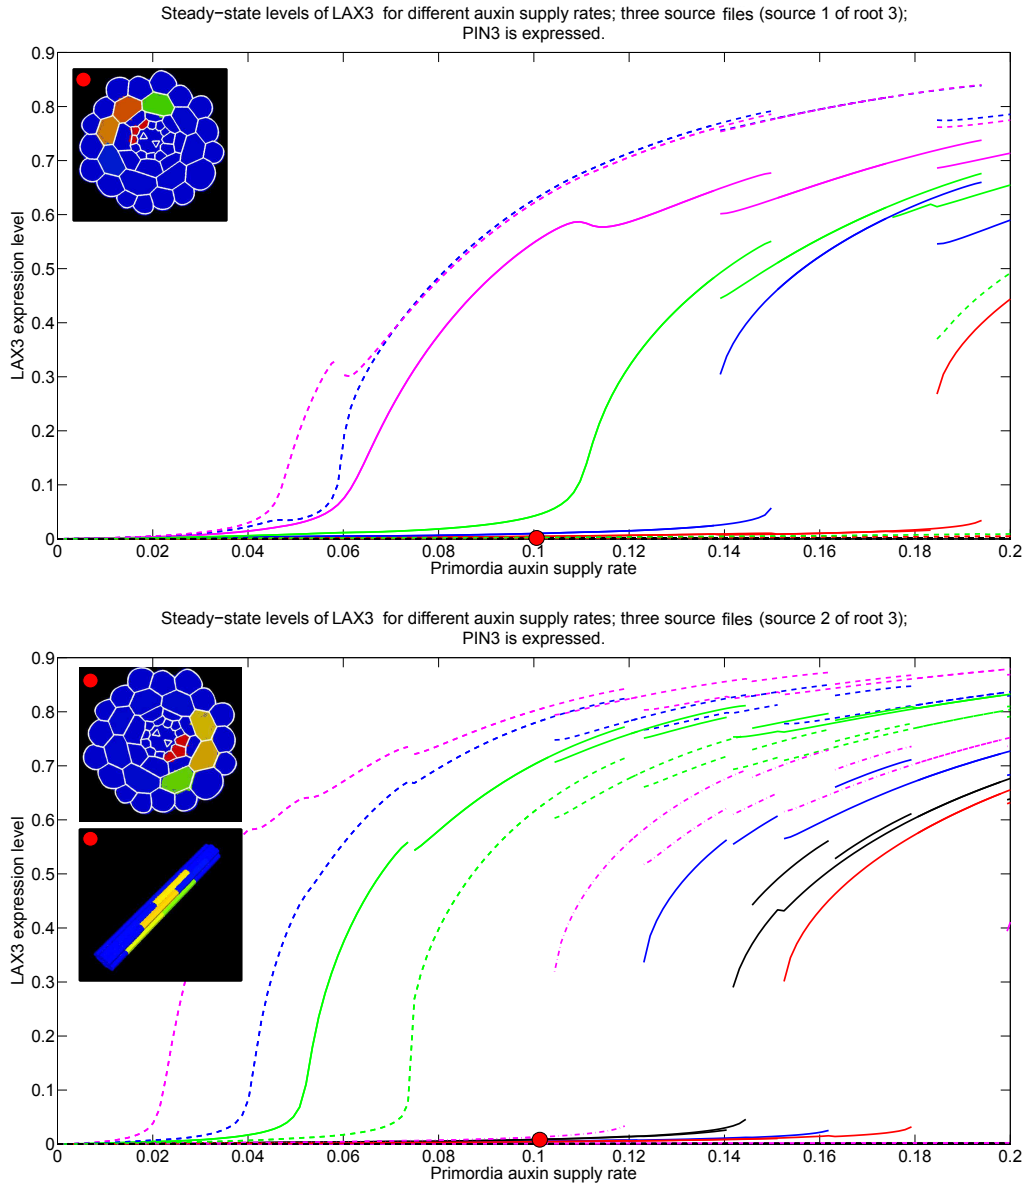 Steady−state levels of LAX3 for different auxin supply rates; three source files (source 1 of root 3);
PIN3 is expressed.
0.9
0.8
0.7
0.6
0.5
0.4
0.3
0.2
0.1
0
LAX3 expression level
0 0.02 0.04 0.06 0.08 0.1 0.12 0.14 0.16 0.18 0.2
Primordia auxin supply rate
Steady−state levels of LAX3 for different auxin supply rates; three source files (source 2 of root 3);
PIN3 is expressed.
0.9
0.8
0.7
0.6
0.5
0.4
0.3
0.2
0.1
0
LAX3 expression level
0 0.02 0.04 0.06 0.08 0.1 0.12 0.14 0.16 0.18 0.2
Primordia auxin supply rate